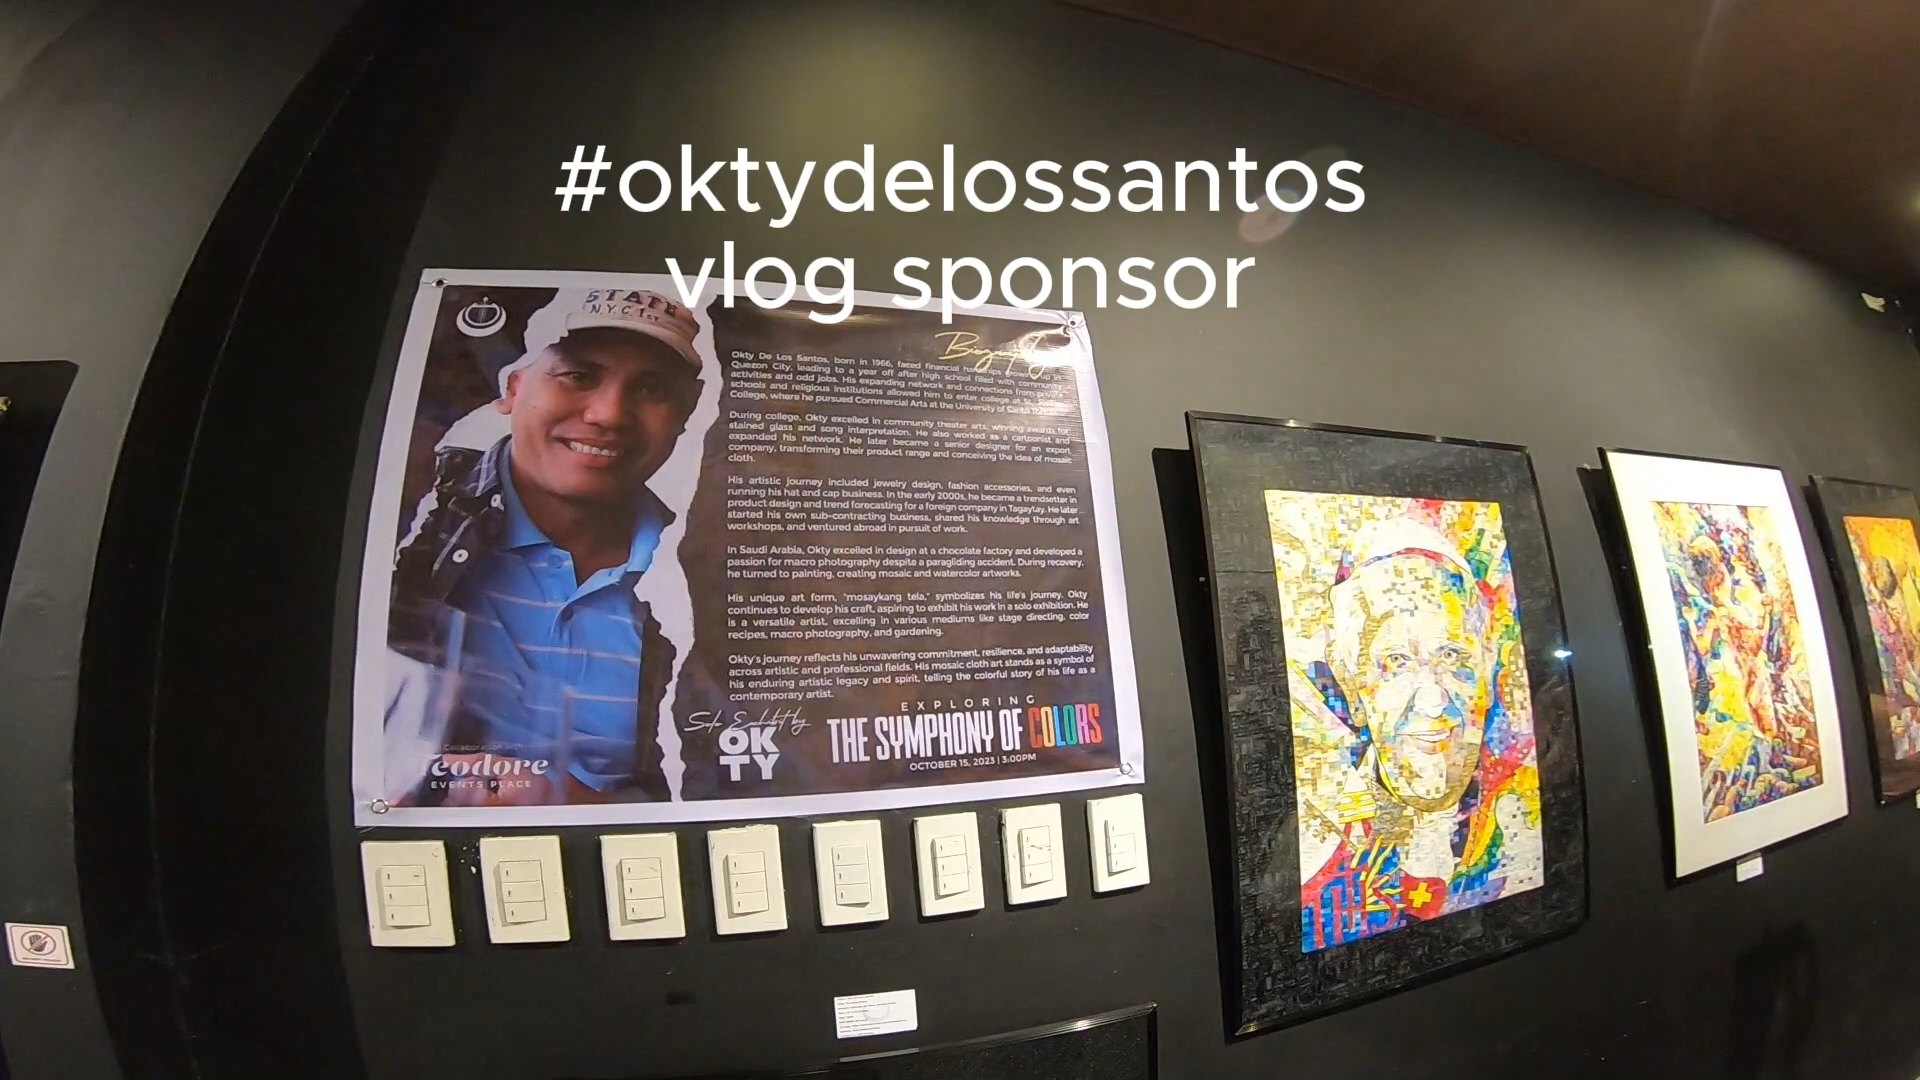 #oktydelossantos
vlog sponsor
STAFF
N.Y.C. 1ST
Biography
Okty De Los Santos, born in 1966, faced financial hardships growing up in
Quezon City, leading to a year off after high school filled with community
activities and odd jobs. His expanding network and connections from private
schools and religious institutions allowed him to enter college at St.
College, where he pursued Commercial Arts at the University of Santo
During college, Okty excelled in community theater arts, winning awards for
stained glass and song interpretation. He also worked as a cartoonist and
expanded his network. He later became a senior designer for an export
company, transforming their product range and conceiving the idea of mosaic
cloth.
His artistic journey included jewelry design, fashion accessories, and even
running his hat and cap business. In the early 2000s, he became a trendsetter in
product design and trend forecasting for a foreign company in Tagaytay. He later
started his own sub-contracting business, shared his knowledge through art
workshops, and ventured abroad in pursuit of work.
In Saudi Arabia, Okty excelled in design at a chocolate factory and developed a
passion for macro photography despite a paragliding accident. During recovery,
he turned to painting, creating mosaic and watercolor artworks.
His unique art form, "mosaykang tela," symbolizes his life's journey. Okty
continues to develop his craft, aspiring to exhibit his work in a solo exhibition. He
is a versatile artist, excelling in various mediums like stage directing, color
recipes, macro photography, and gardening.
Okty's journey reflects his unwavering commitment, resilience, and adaptability
across artistic and professional fields. His mosaic cloth art stands as a symbol of
his enduring artistic legacy and spirit, telling the colorful story of his life as a
contemporary artist.
Solo Exhibit by
OK
TY
EXPLORING
THE SYMPHONY OF COLORS
OCTOBER 15, 2023 | 3:00PM
Collaboration with
Teodore
EVENTS PLACE